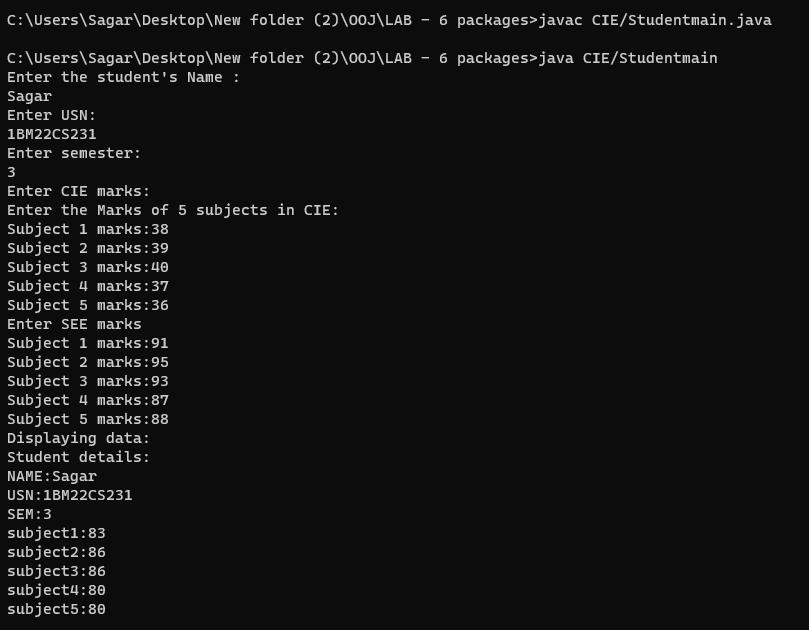 C:\Users\Sagar\Desktop\New folder (2)\OOJ\LAB - 6 packages>javac CIE/Studentmain.java
C:\Users\Sagar\Desktop\New folder (2)\OOJ\LAB - 6 packages>java CIE/Studentmain
Enter the student's Name :
Sagar
Enter USN:
1BM22CS231
Enter semester:
3
Enter CIE marks:
Enter the Marks of 5 subjects in CIE:
Subject 1 marks:38
Subject 2 marks:39
Subject 3 marks:40
Subject 4 marks:37
Subject 5 marks:36
Enter SEE marks
Subject 1 marks:91
Subject 2 marks:95
Subject 3 marks:93
Subject 4 marks:87
Subject 5 marks:88
Displaying data:
Student details:
NAME:Sagar
USN:1BM22CS231
SEM:3
subject1:83
subject2:86
subject3:86
subject4:80
subject5:80